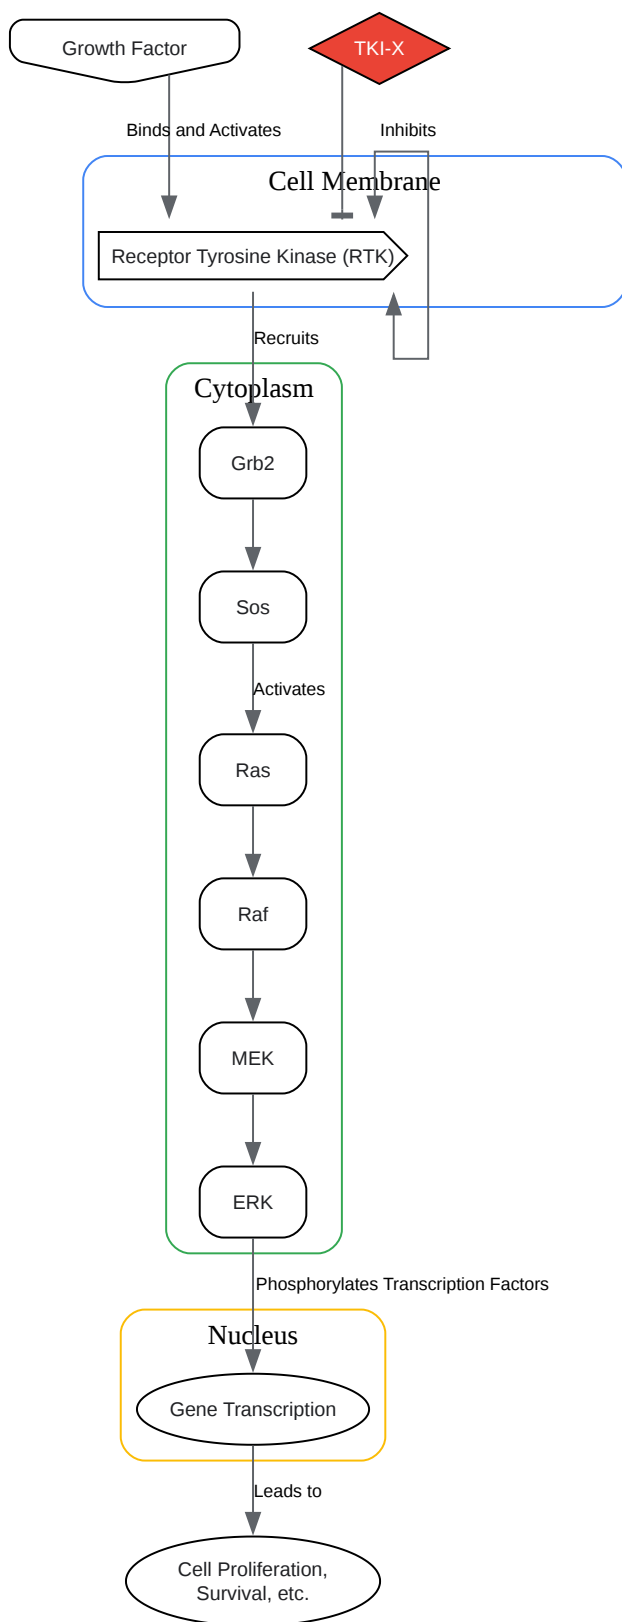 Growth Factor
TKI-X
Binds and Activates
Inhibits
Cell Membrane
Receptor Tyrosine Kinase (RTK)
Recruits
Cytoplasm
Grb2
Sos
Activates
Ras
Raf
MEK
ERK
Phosphorylates Transcription Factors
Nucleus
Gene Transcription
Leads to
Cell Proliferation,
Survival, etc.